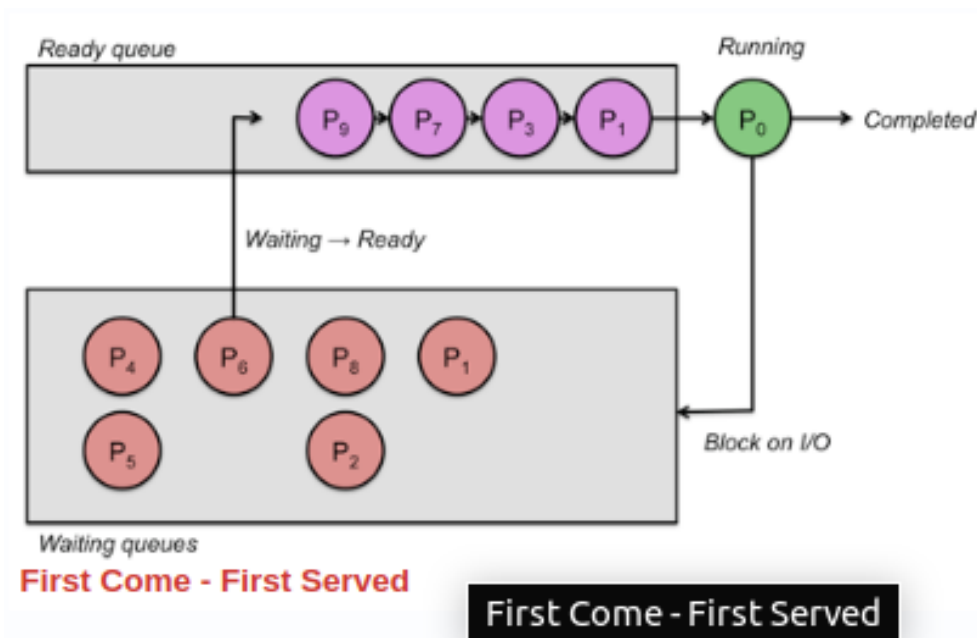 Ready queue
Running
P9 P7 P3 P1 P0 Completed
Waiting → Ready
P4 P6 P8 P1
P5 P2
Block on I/O
Waiting queues
First Come - First Served
First Come - First Served